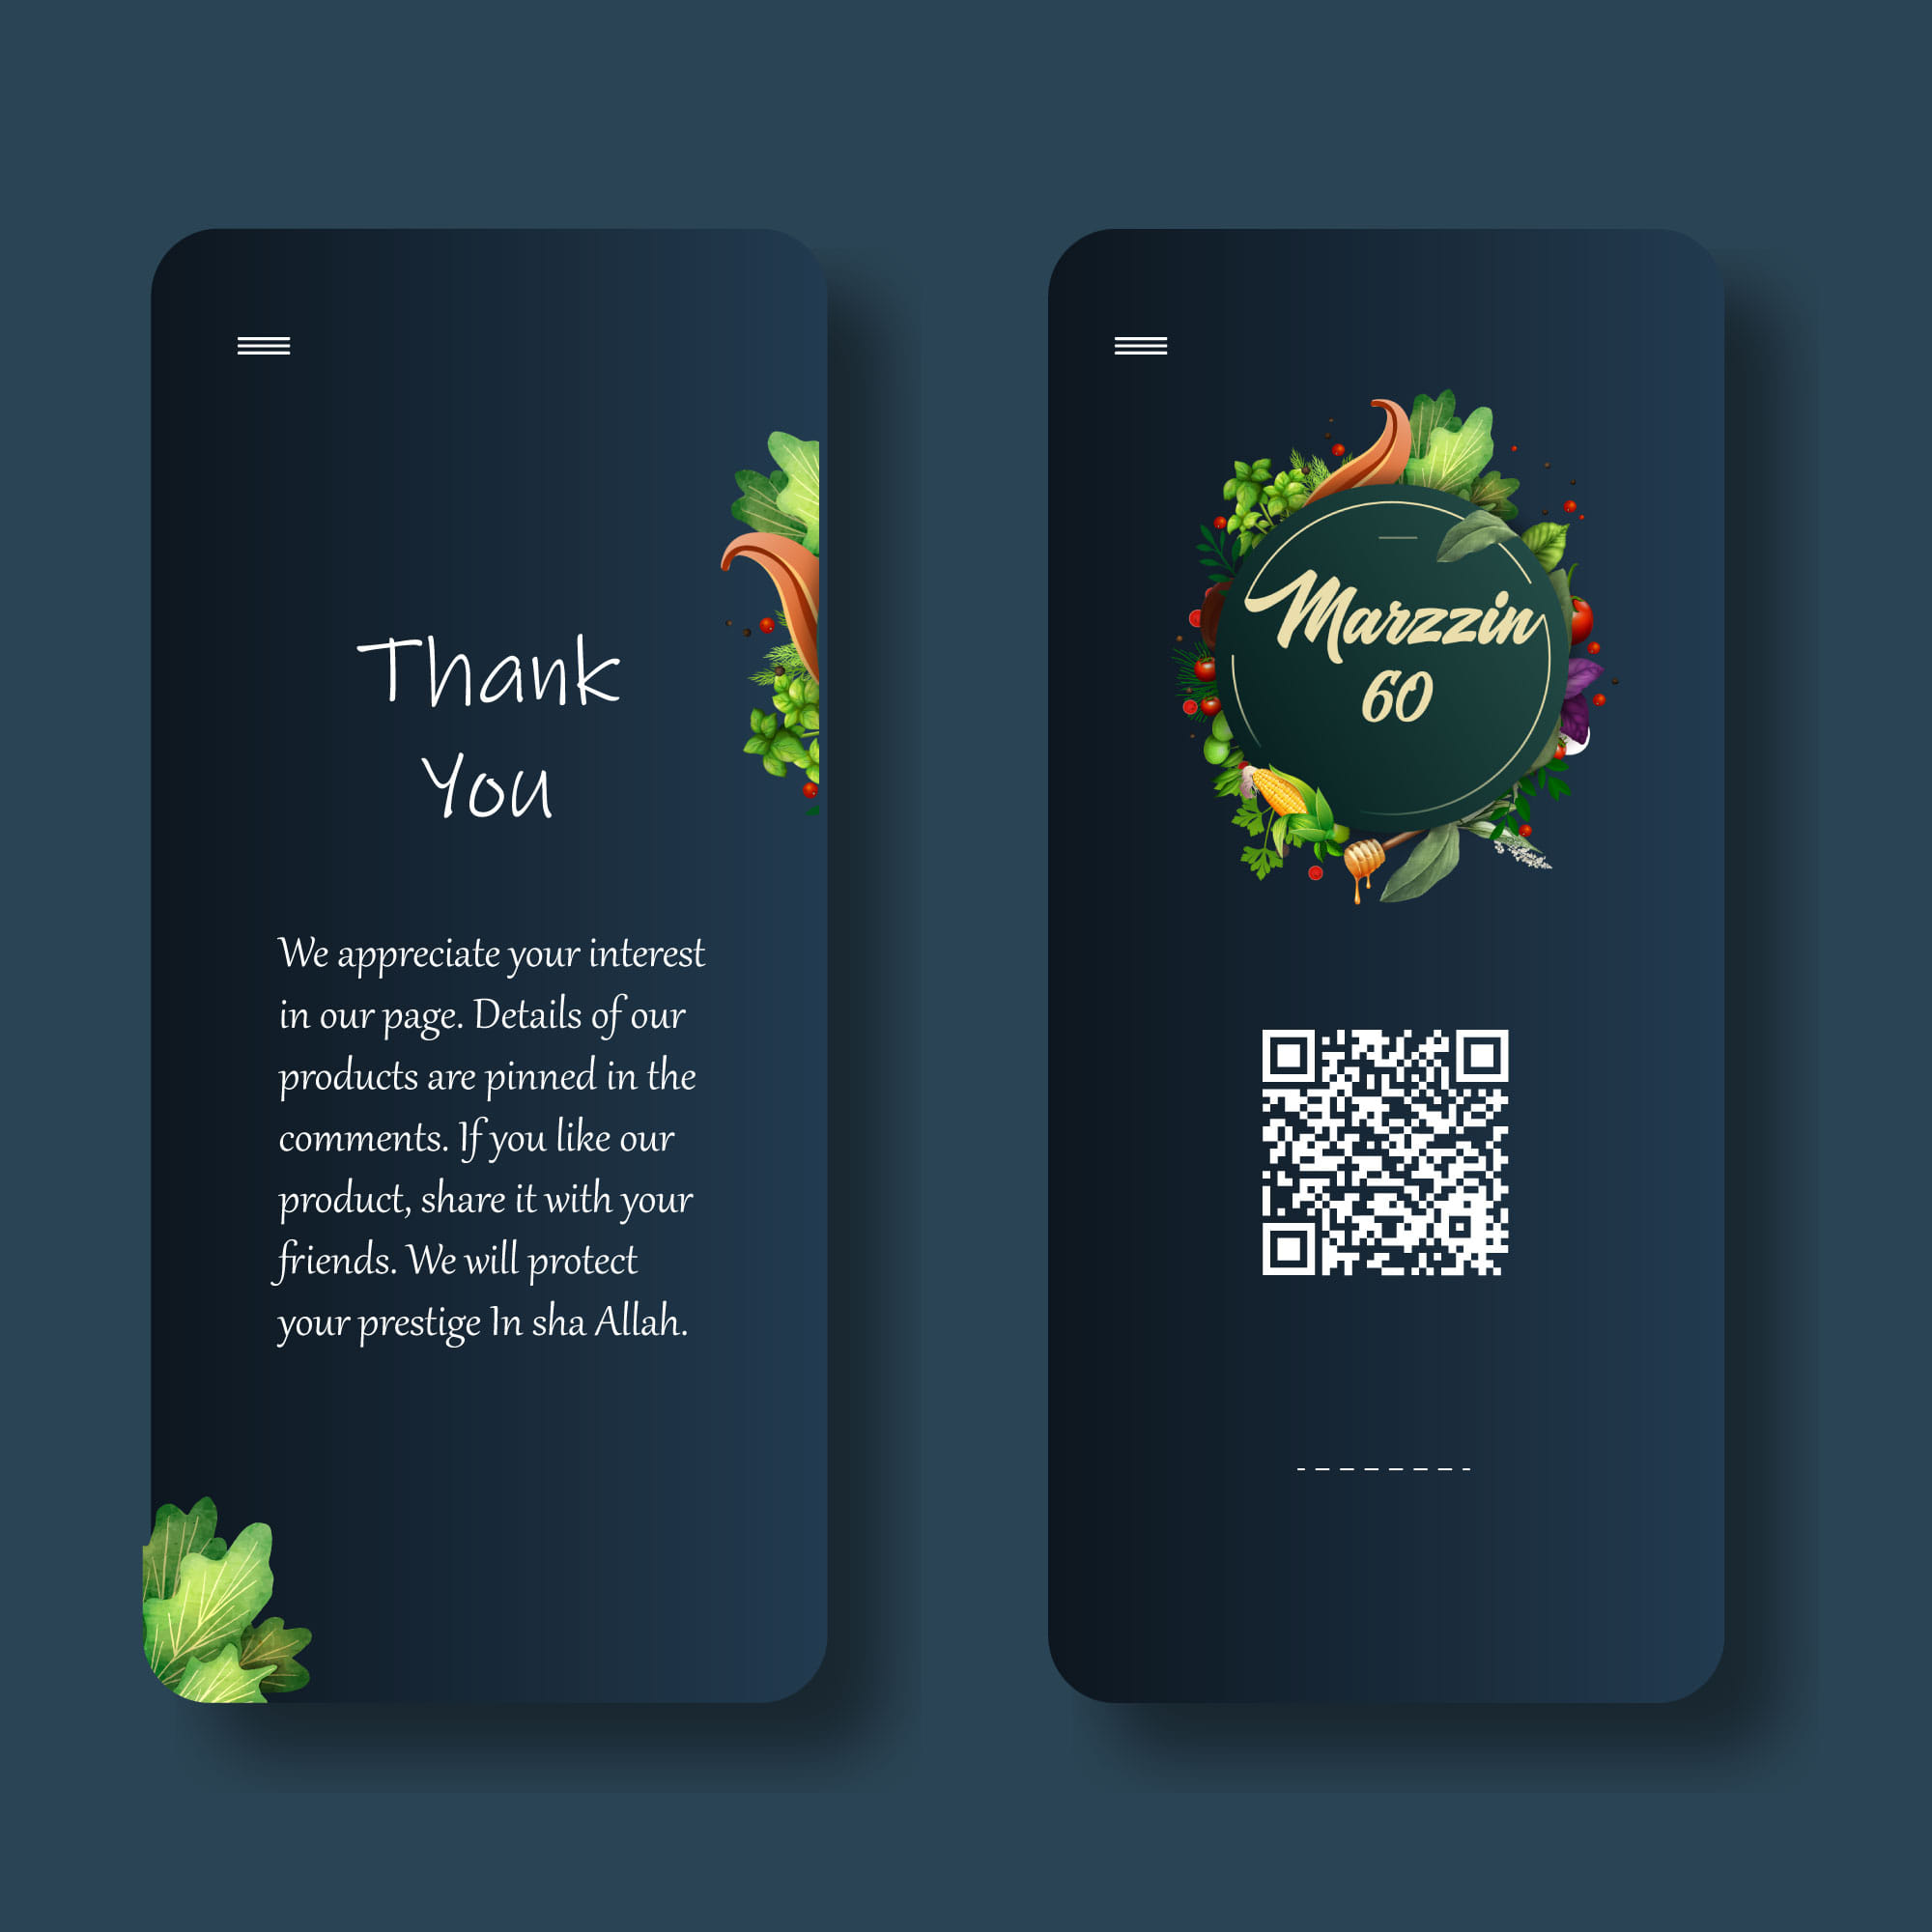 Thank
You
We appreciate your interest
in our page. Details of our
products are pinned in the
comments. If you like our
product, share it with your
friends. We will protect
your prestige In sha Allah.
Marzzin
60